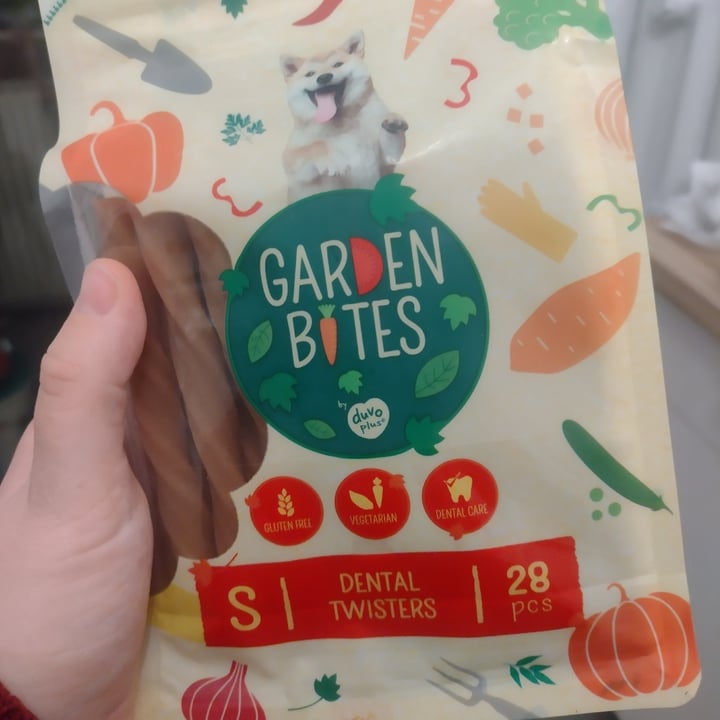 GARDEN
BITES
by duvo
plus®
GLUTEN FREE
VEGETARIAN
DENTAL CARE
S
DENTAL
TWISTERS
28
pcs